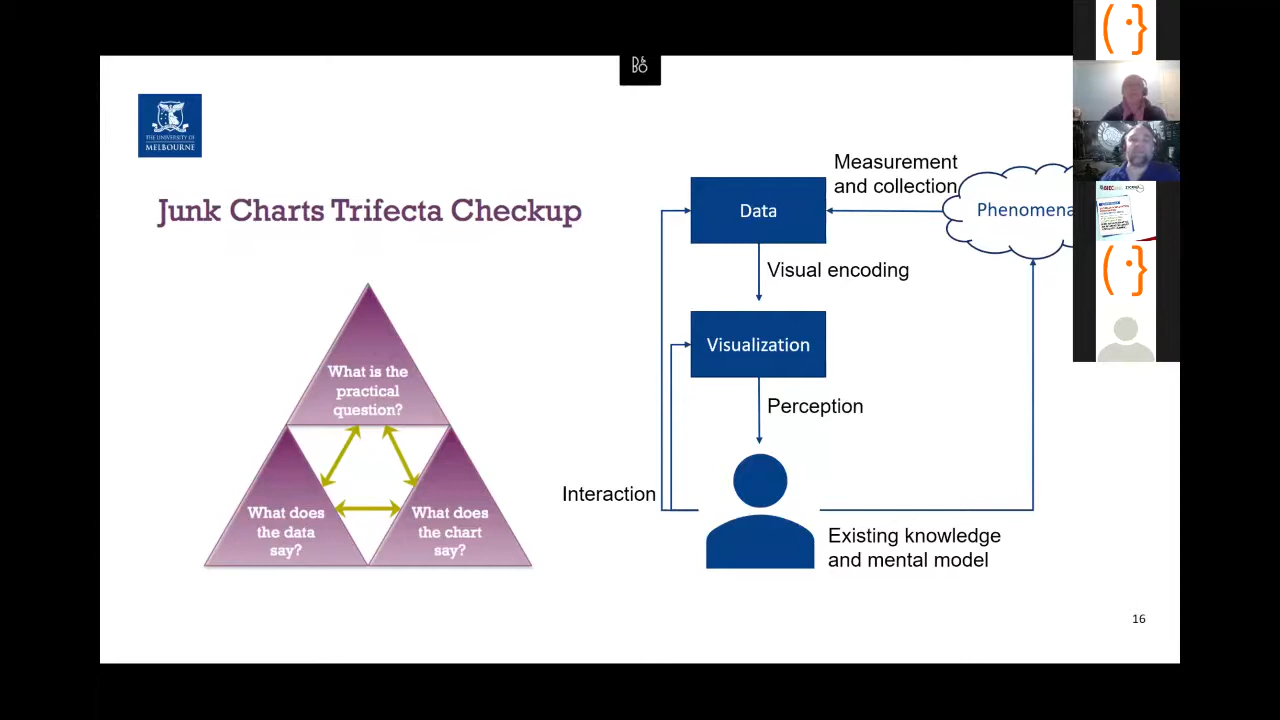 B&
BO
THE UNIVERSITY OF
MELBOURNE
Junk Charts Trifecta Checkup
What is the
practical
question?
What does
the data
say?
What does
the chart
say?
Measurement
and collection
Data
Phenomena
Visual encoding
Visualization
Perception
Interaction
Existing knowledge
and mental model
16